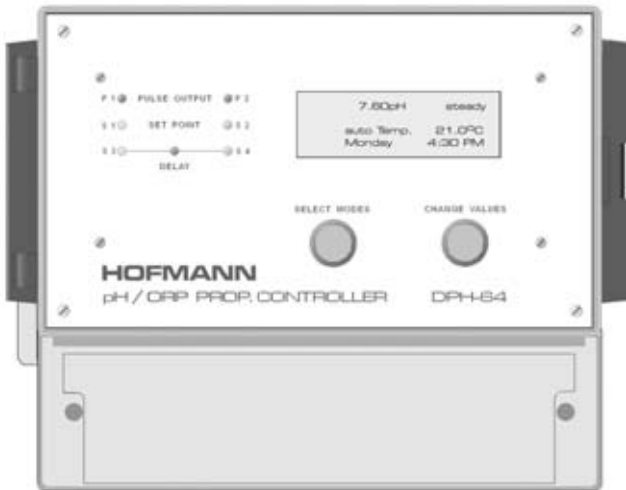 P 1 PULSE OUTPUT P 2
S 1 SET POINT S 2
S 3 S 4
DELAY
7.60pH steady
auto Temp. 21.0ºC
Monday 4:30 PM
SELECT MODES CHANGE VALUES
HOFMANN
pH / ORP PROP. CONTROLLER DPH-64